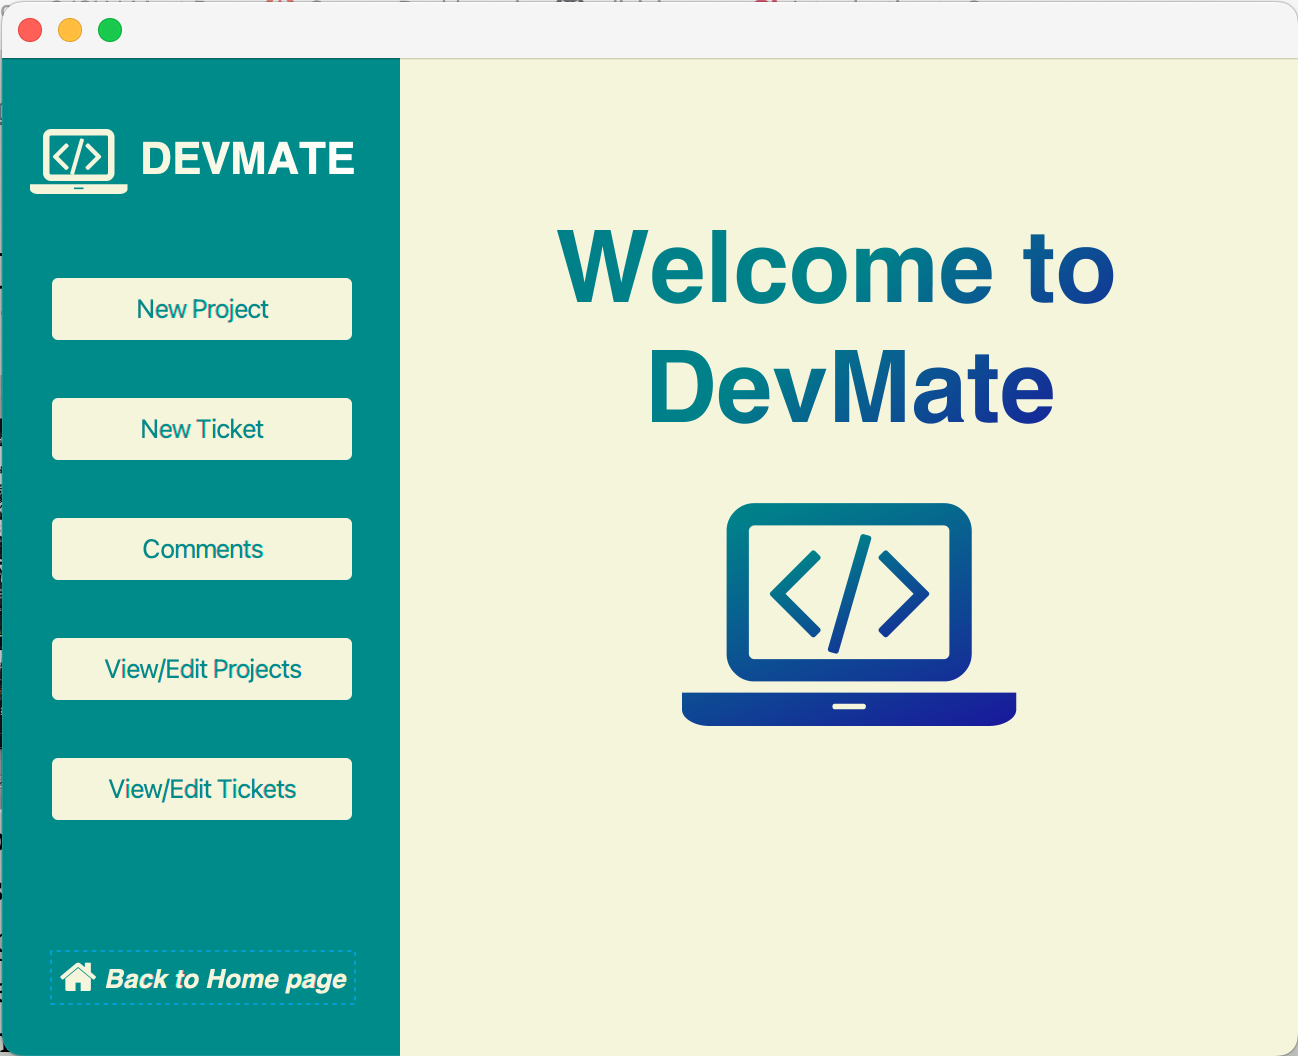 DEVMATE
New Project
New Ticket
Comments
View/Edit Projects
View/Edit Tickets
Back to Home page
Welcome to
DevMate